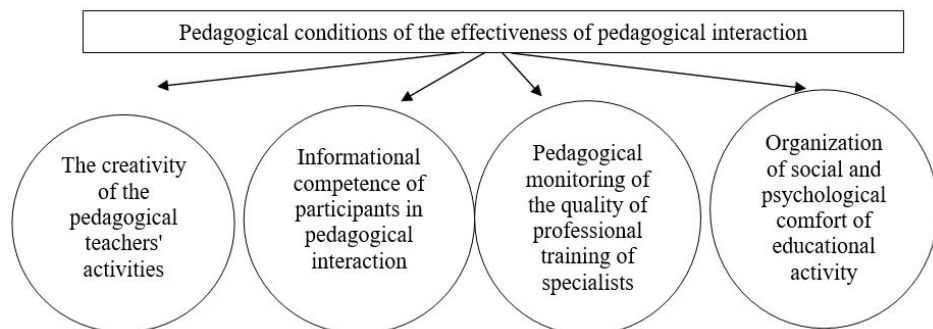 Pedagogical conditions of the effectiveness of pedagogical interaction
The creativity
of the
pedagogical
teachers'
activities
Informational
competence of
participants in
pedagogical
interaction
Pedagogical
monitoring of
the quality of
professional
training of
specialists
Organization
of social and
psychological
comfort of
educational
activity